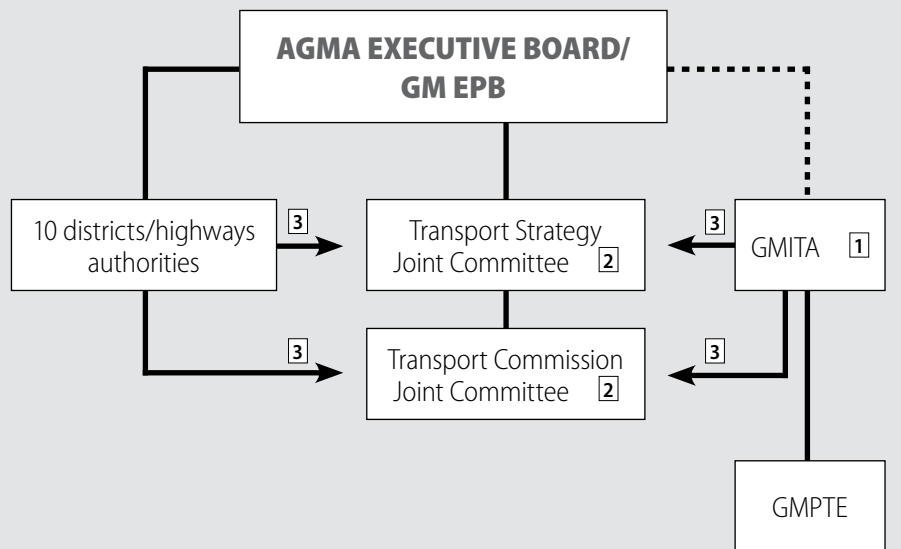 AGMA EXECUTIVE BOARD/
GM EPB
10 districts/highways
authorities
3
Transport Strategy
Joint Committee 2
3
GMITA 1
3
Transport Commission
Joint Committee 2
3
GMPTE